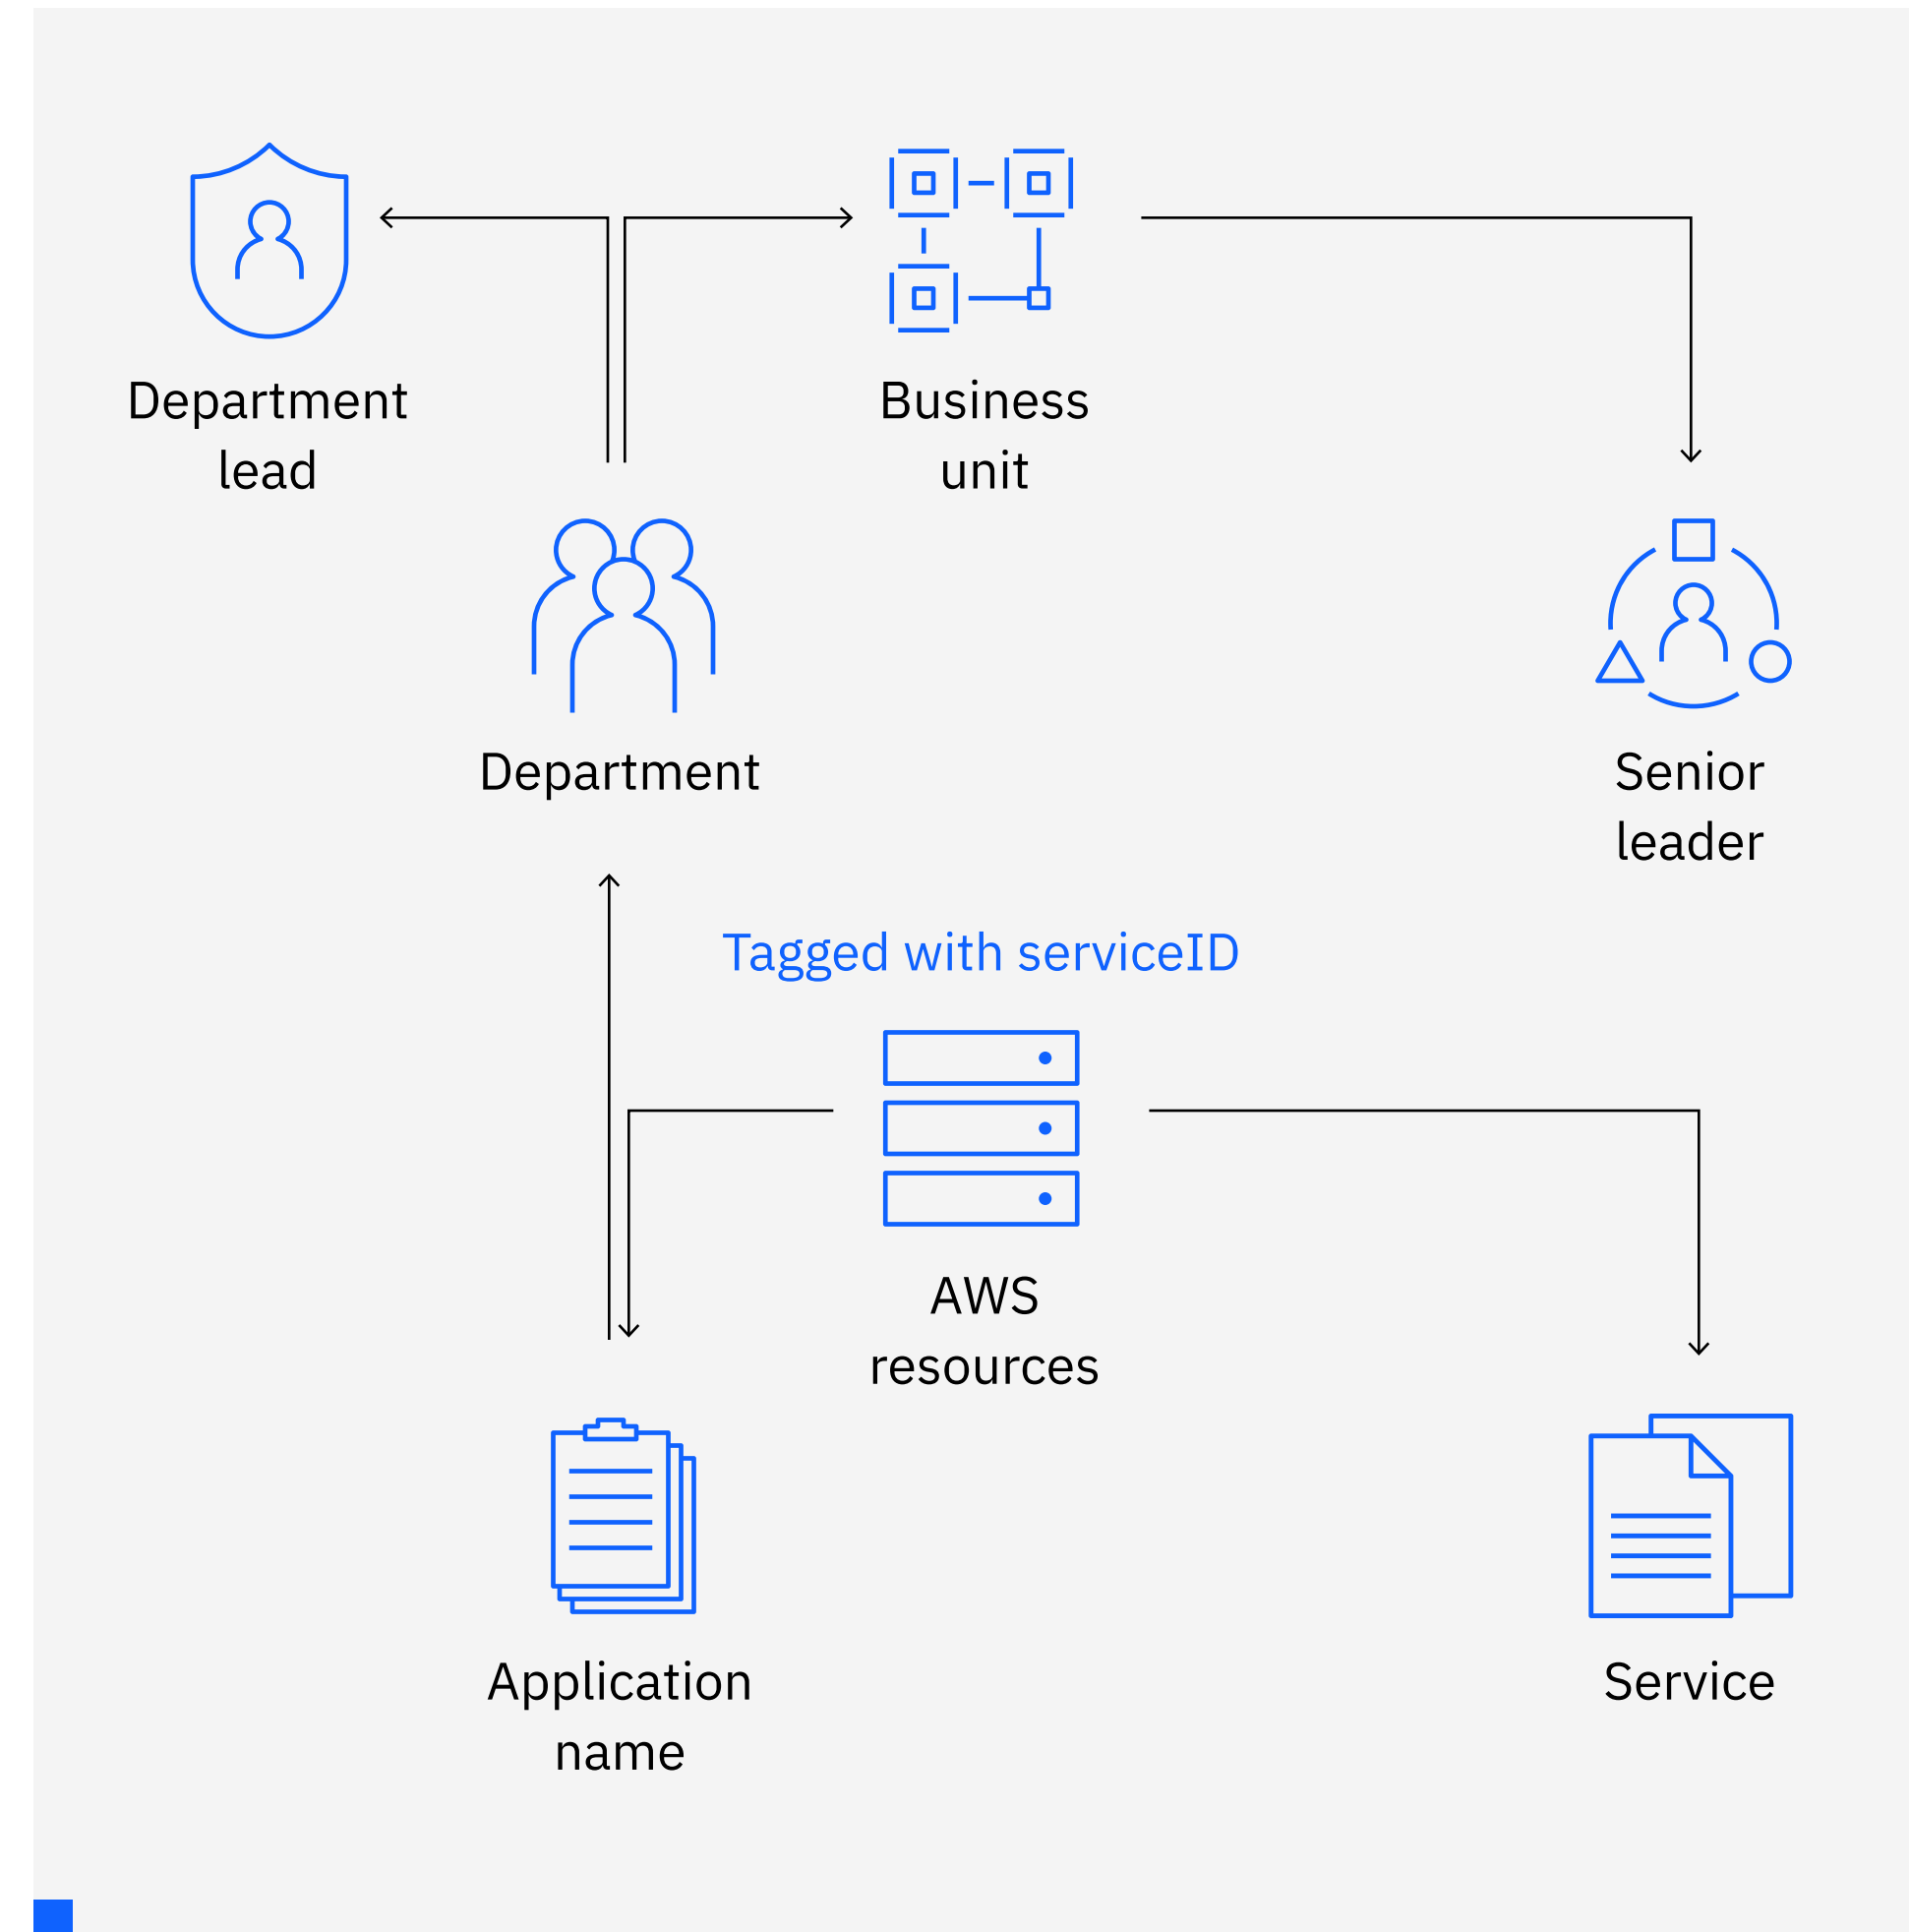 Department
lead
Business
unit
Department
Senior
leader
Tagged with serviceID
AWS
resources
Application
name
Service